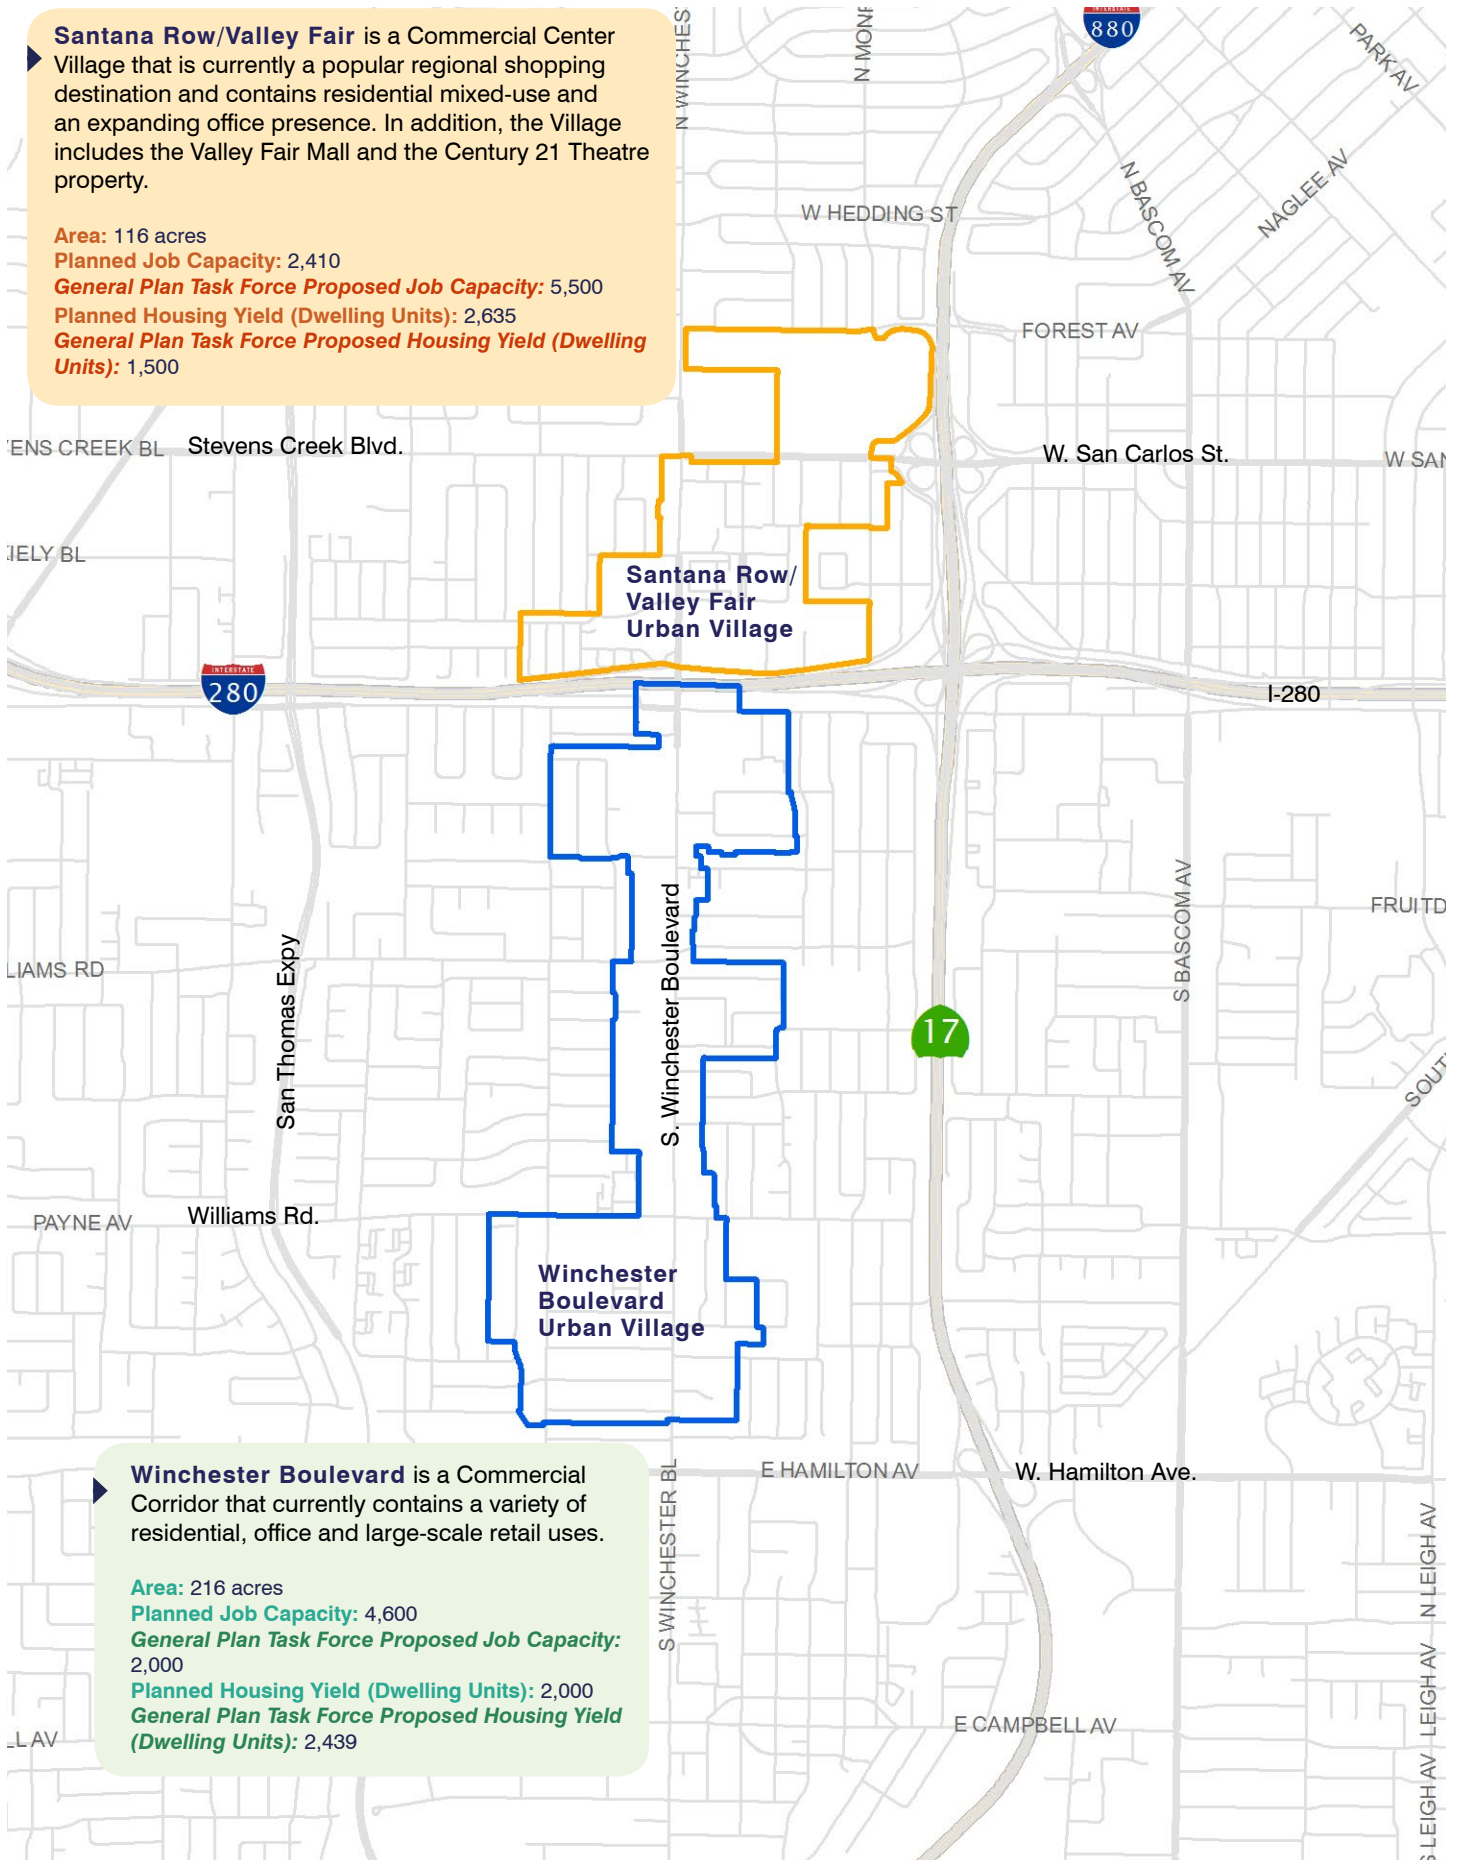 Santana Row/Valley Fair is a Commercial Center
Village that is currently a popular regional shopping
destination and contains residential mixed-use and
an expanding office presence. In addition, the Village
includes the Valley Fair Mall and the Century 21 Theatre
property.
Area: 116 acres
Planned Job Capacity: 2,410
General Plan Task Force Proposed Job Capacity: 5,500
Planned Housing Yield (Dwelling Units): 2,635
General Plan Task Force Proposed Housing Yield (Dwelling
Units): 1,500
N WINCHES
N MON
INTERSTATE
880
PARK AV
N BASCOM AV
NAGLEE AV
W HEDDING ST
FOREST AV
ENS CREEK BL
Stevens Creek Blvd.
W. San Carlos St.
W SAN
IELY BL
Santana Row/
Valley Fair
Urban Village
INTERSTATE
280
I-280
S BASCOM AV
FRUITD
LIAMS RD
San Thomas Expy
S. Winchester Boulevard
17
SOUT
PAYNE AV
Williams Rd.
Winchester
Boulevard
Urban Village
Winchester Boulevard is a Commercial
Corridor that currently contains a variety of
residential, office and large-scale retail uses.
Area: 216 acres
Planned Job Capacity: 4,600
General Plan Task Force Proposed Job Capacity:
2,000
Planned Housing Yield (Dwelling Units): 2,000
General Plan Task Force Proposed Housing Yield
(Dwelling Units): 2,439
S WINCHESTER BL
E HAMILTON AV
W. Hamilton Ave.
N LEIGH AV
LEIGH AV
S LEIGH AV
E CAMPBELL AV
LL AV